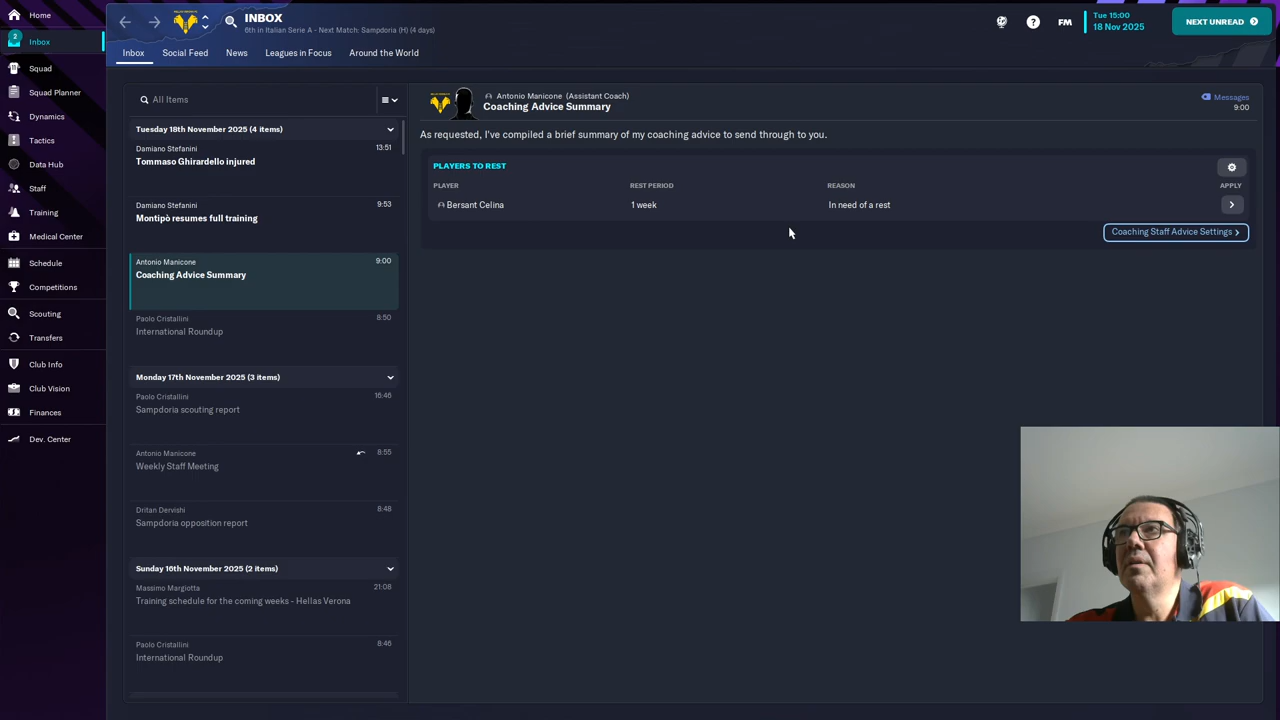 Home
2
Inbox
Squad
Squad Planner
Dynamics
Tactics
Data Hub
Staff
Training
Medical Center
Schedule
Competitions
Scouting
Transfers
Club Info
Club Vision
Finances
Dev. Center
INBOX
6th in Italian Serie A - Next Match: Sampdoria (H) (4 days)
?
FM
Tue 15:00
18 Nov 2025
NEXT UNREAD
Inbox Social Feed News Leagues in Focus Around the World
All Items
Tuesday 18th November 2025 (4 items)
Damiano Stefanini 13:51
Tommaso Ghirardello injured
Damiano Stefanini 9:53
Montipò resumes full training
Antonio Manicone 9:00
Coaching Advice Summary
Paolo Cristallini 8:50
International Roundup
Monday 17th November 2025 (3 items)
Paolo Cristallini 16:46
Sampdoria scouting report
Antonio Manicone 8:55
Weekly Staff Meeting
Dritan Dervishi 8:48
Sampdoria opposition report
Sunday 16th November 2025 (2 items)
Massimo Margiotta 21:08
Training schedule for the coming weeks - Hellas Verona
Paolo Cristallini 8:46
International Roundup
Antonio Manicone (Assistant Coach)
Coaching Advice Summary
Messages
9:00
As requested, I've compiled a brief summary of my coaching advice to send through to you.
PLAYERS TO REST
PLAYER REST PERIOD REASON APPLY
Bersant Celina 1 week In need of a rest
Coaching Staff Advice Settings